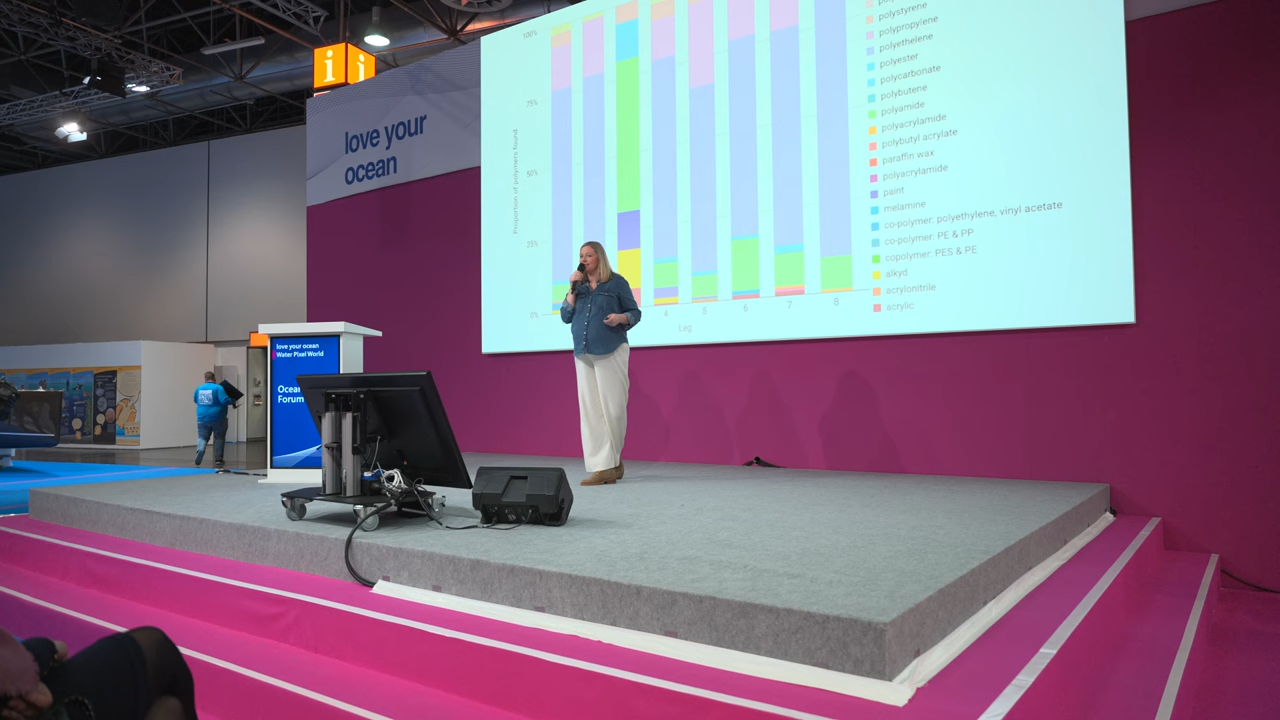 i i
love your
ocean
100%
75%
50%
25%
0%
Proportion of polymers found
4 5 6 7 8
Leg
polystyrene
polypropylene
polyethelene
polyester
polycarbonate
polybutene
polyamide
polyacrylamide
polybutyl acrylate
paraffin wax
polyacrylamide
paint
melamine
co-polymer: polyethylene, vinyl acetate
co-polymer: PE & PP
copolymer: PES & PE
alkyd
acrylonitrile
acrylic
love your ocean
Water Pixel World
Ocean
Forum